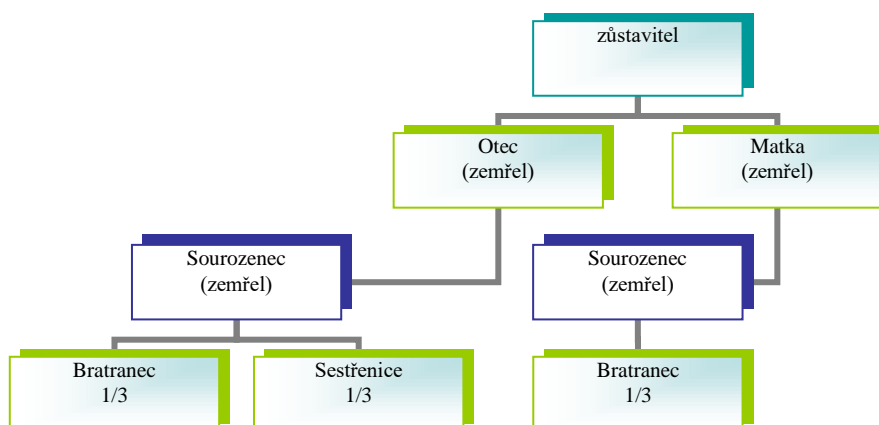 zůstavitel
Otec
(zemřel)
Matka
(zemřel)
Sourozenec
(zemřel)
Sourozenec
(zemřel)
Bratranec
1/3
Sestřenice
1/3
Bratranec
1/3